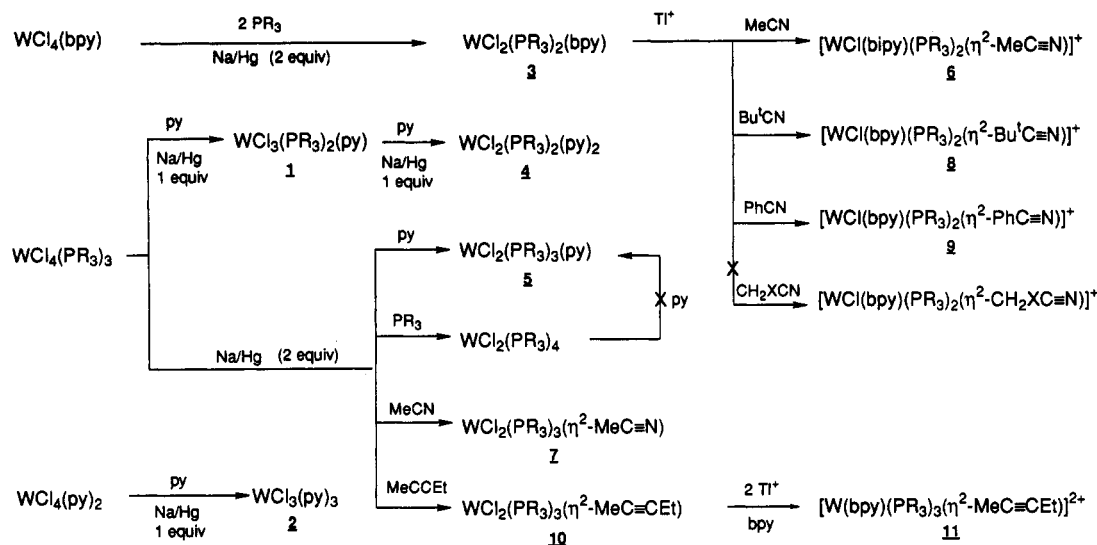 WCl4(bpy)
2 PR3
Na/Hg (2 equiv)
WCl2(PR3)2(bpy)
3
Tl+
MeCN
[WCl(bipy)(PR3)2(η2-MeC≡N)]+
6
ButCN
[WCl(bpy)(PR3)2(η2-ButC≡N)]+
8
PhCN
[WCl(bpy)(PR3)2(η2-PhC≡N)]+
9
X
CH2XCN
[WCl(bpy)(PR3)2(η2-CH2XC≡N)]+
WCl4(PR3)3
py
Na/Hg
1 equiv
WCl3(PR3)2(py)
1
py
Na/Hg
1 equiv
WCl2(PR3)2(py)2
4
Na/Hg (2 equiv)
py
WCl2(PR3)3(py)
5
X py
PR3
WCl2(PR3)4
MeCN
WCl2(PR3)3(η2-MeC≡N)
7
MeCCEt
WCl2(PR3)3(η2-MeC≡CEt)
10
2 Tl+
bpy
[W(bpy)(PR3)3(η2-MeC≡CEt)]2+
11
WCl4(py)2
py
Na/Hg
1 equiv
WCl3(py)3
2